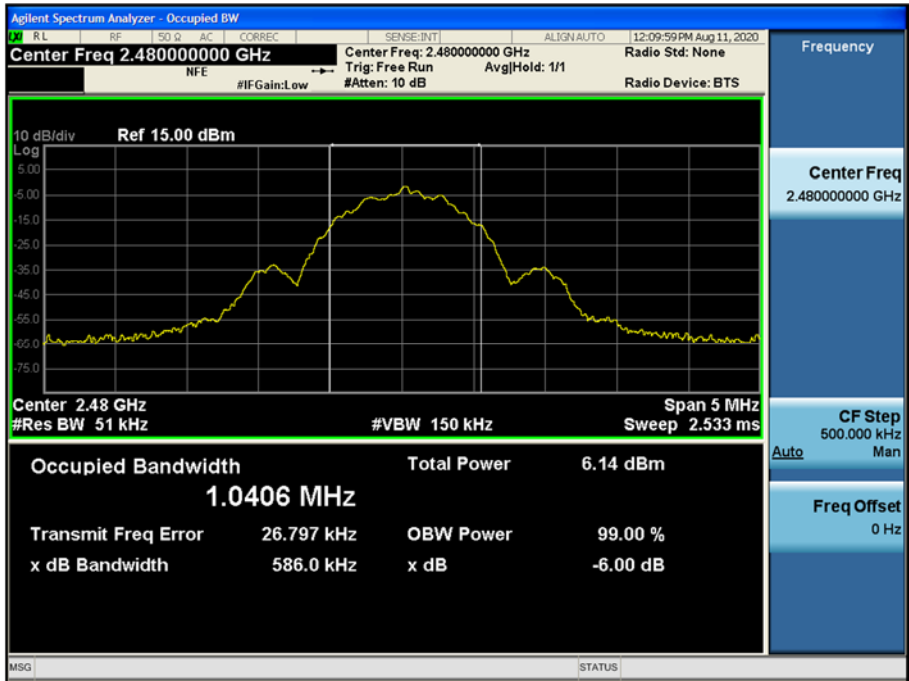 Agilent Spectrum Analyzer - Occupied BW
LXI RL RF 50 Ω AC CORREC SENSE:INT ALIGN AUTO 12:09:59 PM Aug 11, 2020
Center Freq 2.480000000 GHz
NFE
#IFGain:Low
Center Freq: 2.480000000 GHz
Trig: Free Run Avg|Hold: 1/1
#Atten: 10 dB
Radio Std: None
Radio Device: BTS
10 dB/div Ref 15.00 dBm
Log
5.00
-5.00
-15.0
-25.0
-35.0
-45.0
-55.0
-65.0
-75.0
Center 2.48 GHz Span 5 MHz
#Res BW 51 kHz #VBW 150 kHz Sweep 2.533 ms
Occupied Bandwidth Total Power 6.14 dBm
1.0406 MHz
Transmit Freq Error 26.797 kHz OBW Power 99.00 %
x dB Bandwidth 586.0 kHz x dB -6.00 dB
MSG STATUS
Frequency
Center Freq
2.480000000 GHz
CF Step
500.000 kHz
Auto Man
Freq Offset
0 Hz